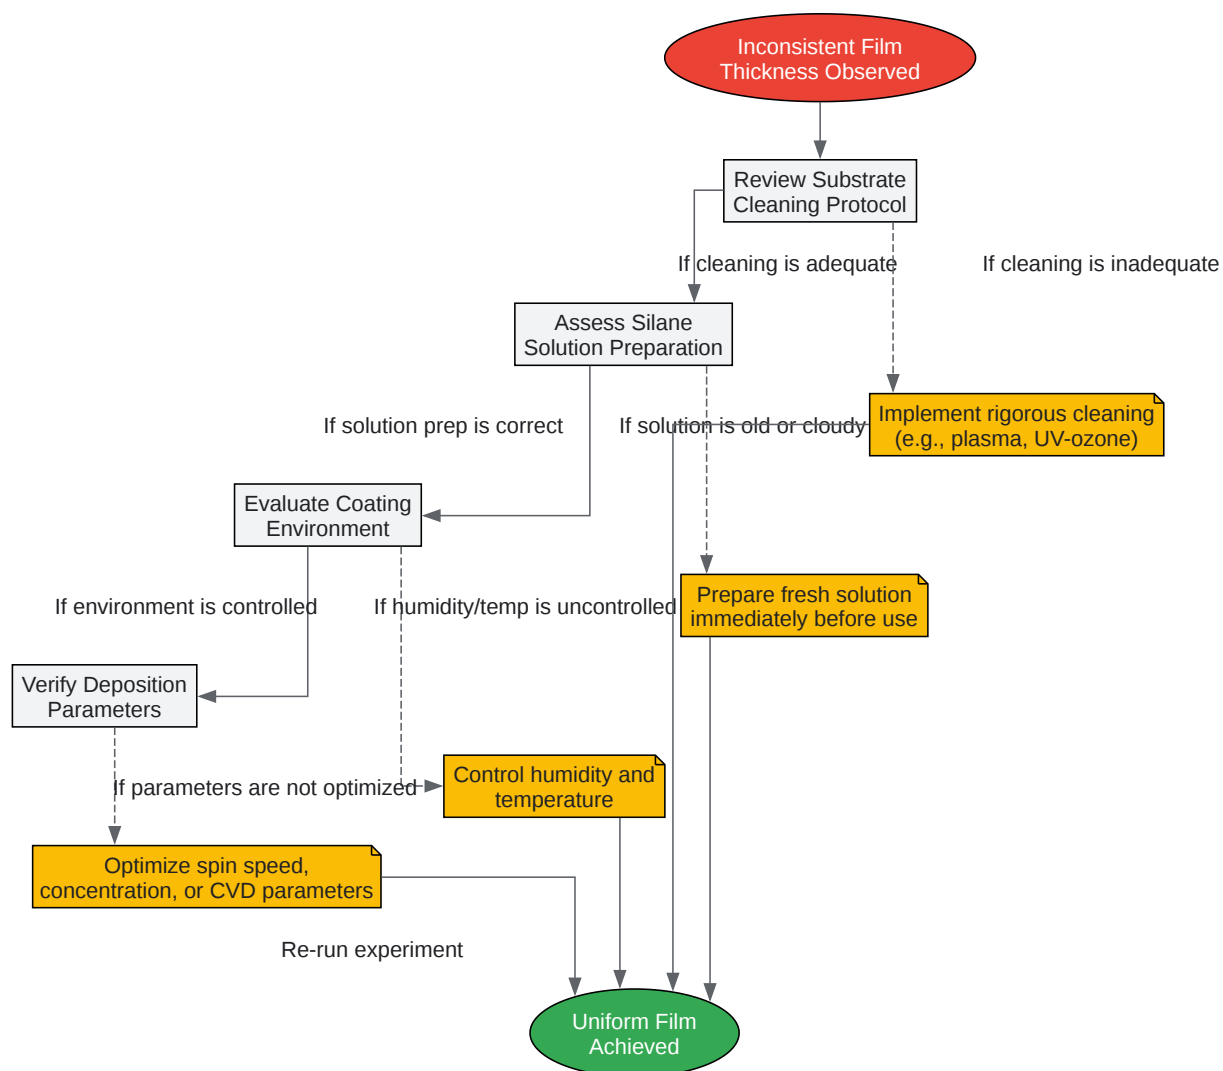 Inconsistent Film
Thickness Observed
Review Substrate
Cleaning Protocol
If cleaning is adequate
If cleaning is inadequate
Assess Silane
Solution Preparation
If solution prep is correct
If solution is old or cloudy
Implement rigorous cleaning
(e.g., plasma, UV-ozone)
Evaluate Coating
Environment
If environment is controlled
If humidity/temp is uncontrolled
Prepare fresh solution
immediately before use
Verify Deposition
Parameters
If parameters are not optimized
Control humidity and
temperature
Optimize spin speed,
concentration, or CVD parameters
Re-run experiment
Uniform Film
Achieved